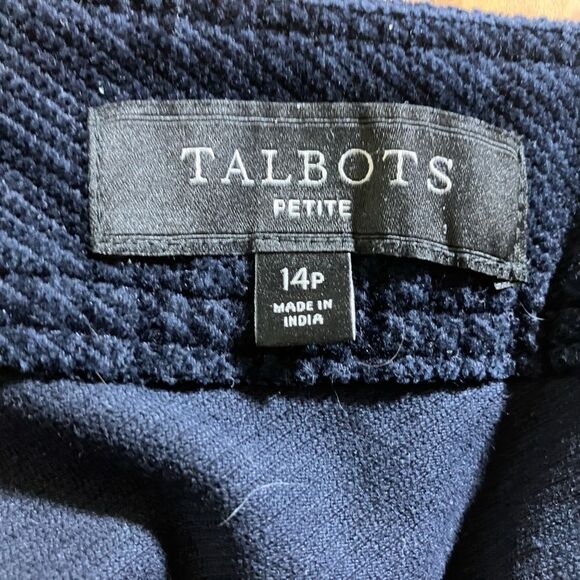 TALBOTS
PETITE
14P
MADE IN
INDIA